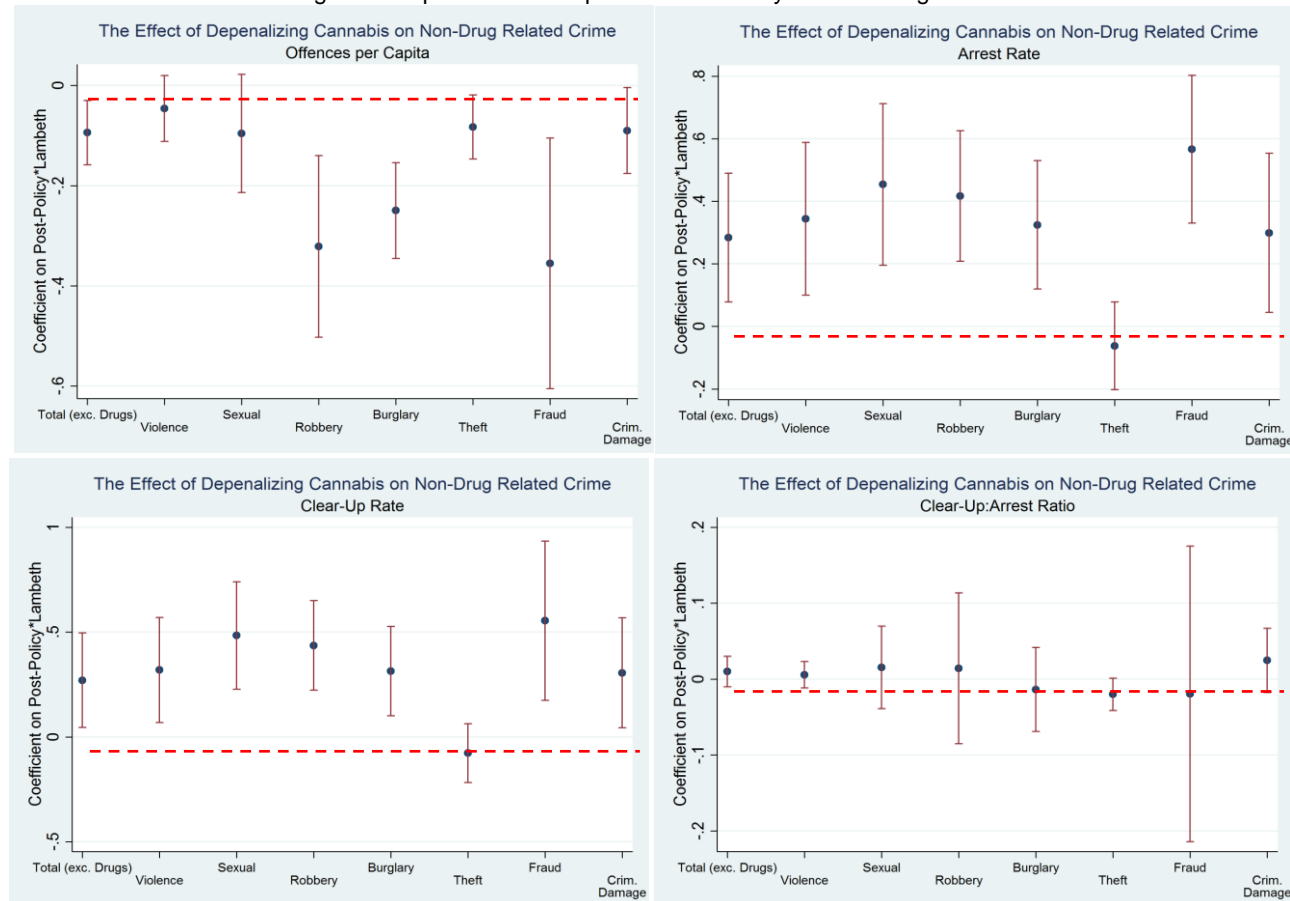 The Effect of Depenalizing Cannabis on Non-Drug Related Crime
Offences per Capita
Coefficient on Post-Policy*Lambeth
0
-.2
-.4
-.6
Total (exc. Drugs)
Violence
Sexual
Robbery
Burglary
Theft
Fraud
Crim.
Damage
The Effect of Depenalizing Cannabis on Non-Drug Related Crime
Arrest Rate
Coefficient on Post-Policy*Lambeth
.8
.6
.4
.2
0
-.2
Total (exc. Drugs)
Violence
Sexual
Robbery
Burglary
Theft
Fraud
Crim.
Damage
The Effect of Depenalizing Cannabis on Non-Drug Related Crime
Clear-Up Rate
Coefficient on Post-Policy*Lambeth
1
.5
0
-.5
Total (exc. Drugs)
Violence
Sexual
Robbery
Burglary
Theft
Fraud
Crim.
Damage
The Effect of Depenalizing Cannabis on Non-Drug Related Crime
Clear-Up:Arrest Ratio
Coefficient on Post-Policy*Lambeth
.2
.1
0
-.1
-.2
Total (exc. Drugs)
Violence
Sexual
Robbery
Burglary
Theft
Fraud
Crim.
Damage